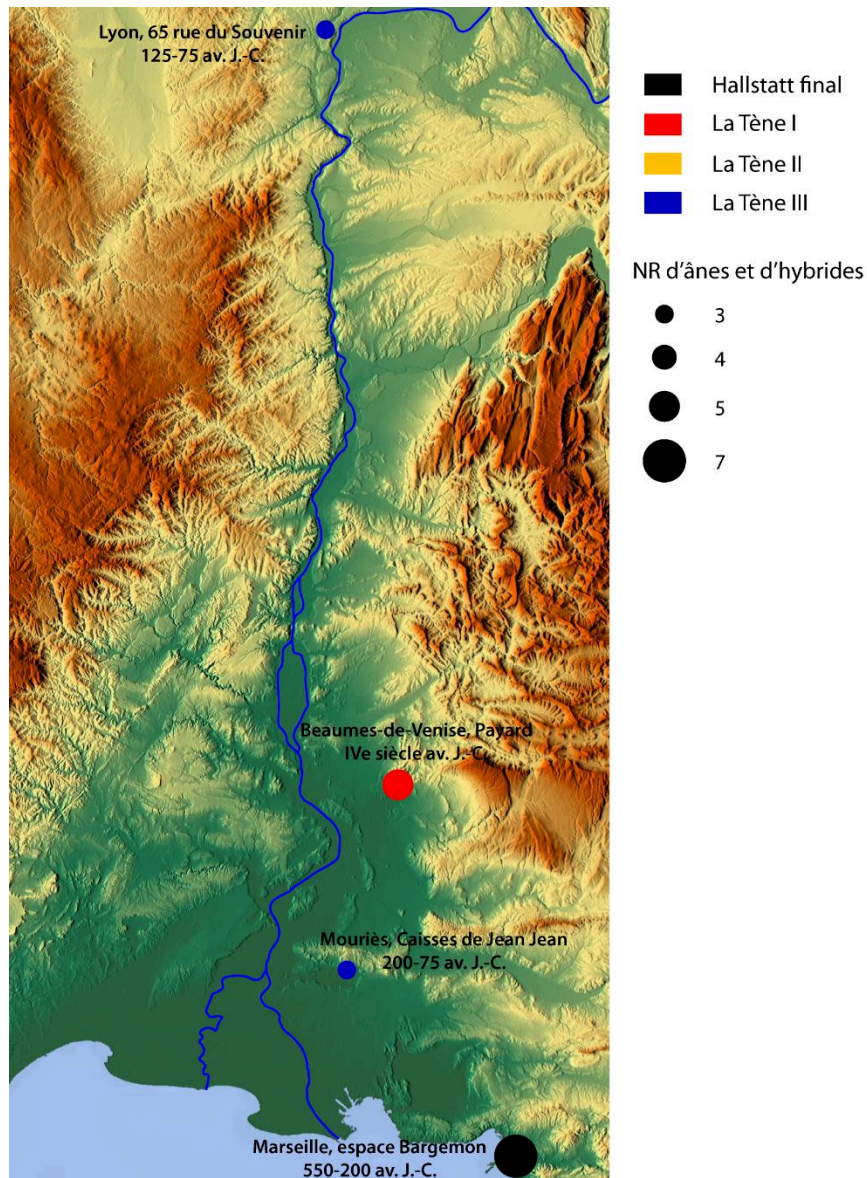 Lyon, 65 rue du Souvenir
125-75 av. J.-C.
Hallstatt final
La Tène I
La Tène II
La Tène III
NR d'ânes et d'hybrides
3
4
5
7
Beaumes-de-Venise, Payard
IVe siècle av. J.-C.
Mouriès, Caisses de Jean Jean
200-75 av. J.-C.
Marseille, espace Bargemon
550-200 av. J.-C.